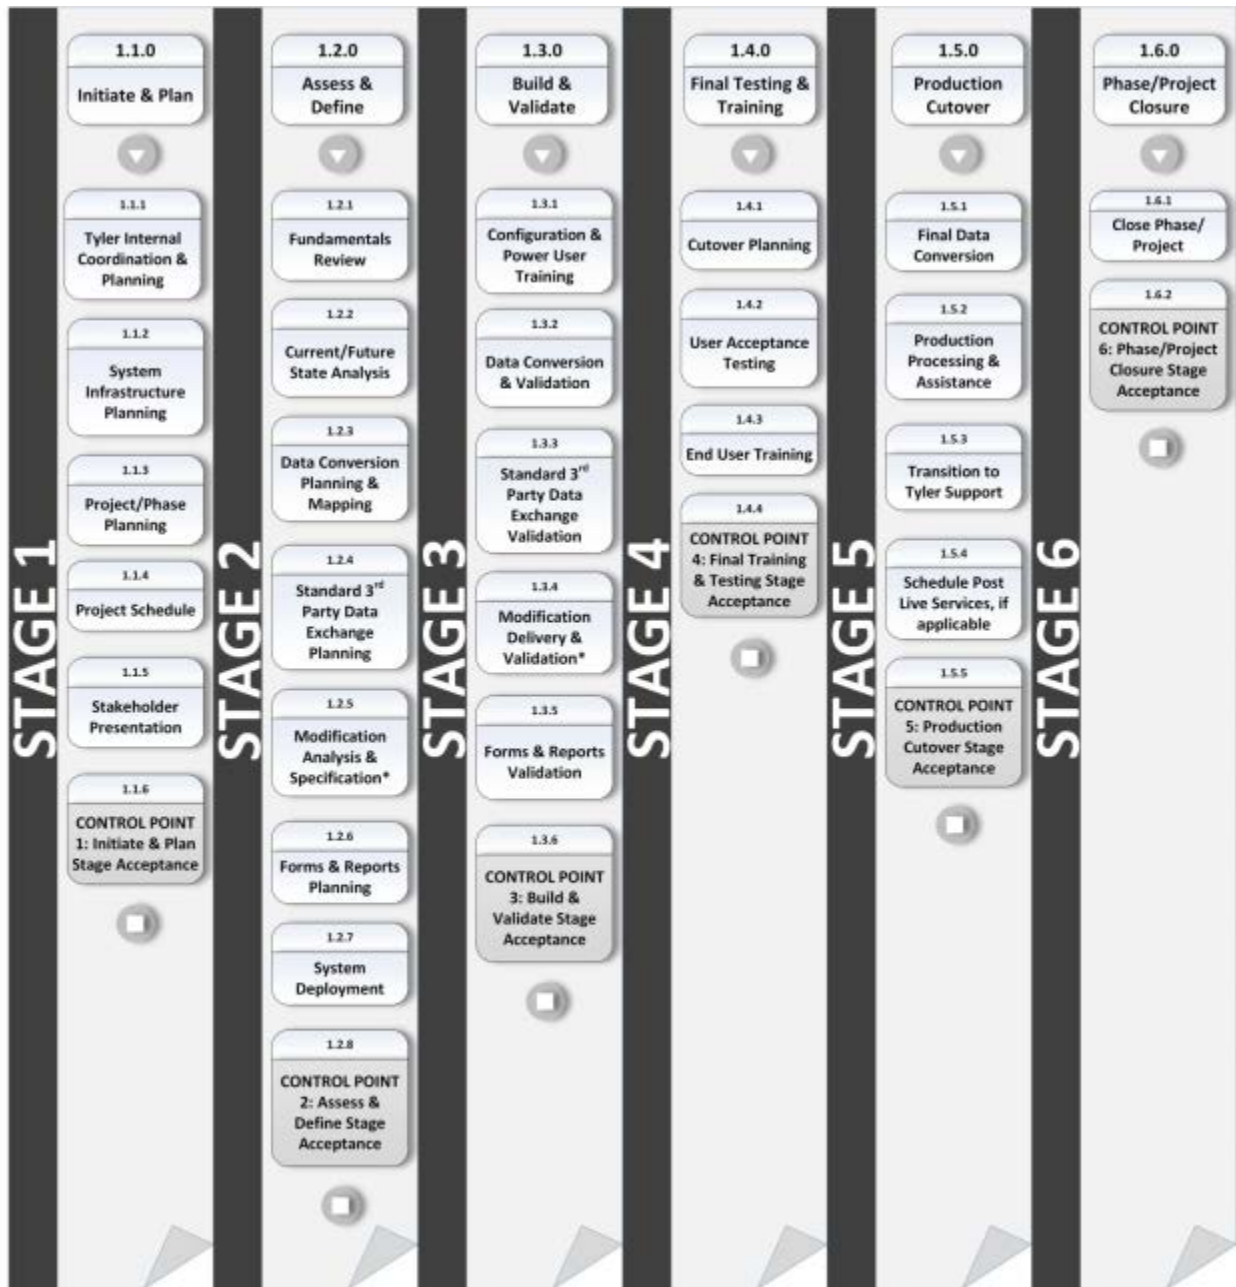 STAGE 1
1.1.0
Initiate & Plan
1.1.1
Tyler Internal
Coordination &
Planning
1.1.2
System
Infrastructure
Planning
1.1.3
Project/Phase
Planning
1.1.4
Project Schedule
1.1.5
Stakeholder
Presentation
1.1.6
CONTROL POINT
1: Initiate & Plan
Stage Acceptance
STAGE 2
1.2.0
Assess &
Define
1.2.1
Fundamentals
Review
1.2.2
Current/Future
State Analysis
1.2.3
Data Conversion
Planning &
Mapping
1.2.4
Standard 3rd
Party Data
Exchange
Planning
1.2.5
Modification
Analysis &
Specification*
1.2.6
Forms & Reports
Planning
1.2.7
System
Deployment
1.2.8
CONTROL POINT
2: Assess &
Define Stage
Acceptance
STAGE 3
1.3.0
Build &
Validate
1.3.1
Configuration &
Power User
Training
1.3.2
Data Conversion
& Validation
1.3.3
Standard 3rd
Party Data
Exchange
Validation
1.3.4
Modification
Delivery &
Validation*
1.3.5
Forms & Reports
Validation
1.3.6
CONTROL POINT
3: Build &
Validate Stage
Acceptance
STAGE 4
1.4.0
Final Testing &
Training
1.4.1
Cutover Planning
1.4.2
User Acceptance
Testing
1.4.3
End User Training
1.4.4
CONTROL POINT
4: Final Training
& Testing Stage
Acceptance
STAGE 5
1.5.0
Production
Cutover
1.5.1
Final Data
Conversion
1.5.2
Production
Processing &
Assistance
1.5.3
Transition to
Tyler Support
1.5.4
Schedule Post
Live Services, if
applicable
1.5.5
CONTROL POINT
5: Production
Cutover Stage
Acceptance
STAGE 6
1.6.0
Phase/Project
Closure
1.6.1
Close Phase/
Project
1.6.2
CONTROL POINT
6: Phase/Project
Closure Stage
Acceptance